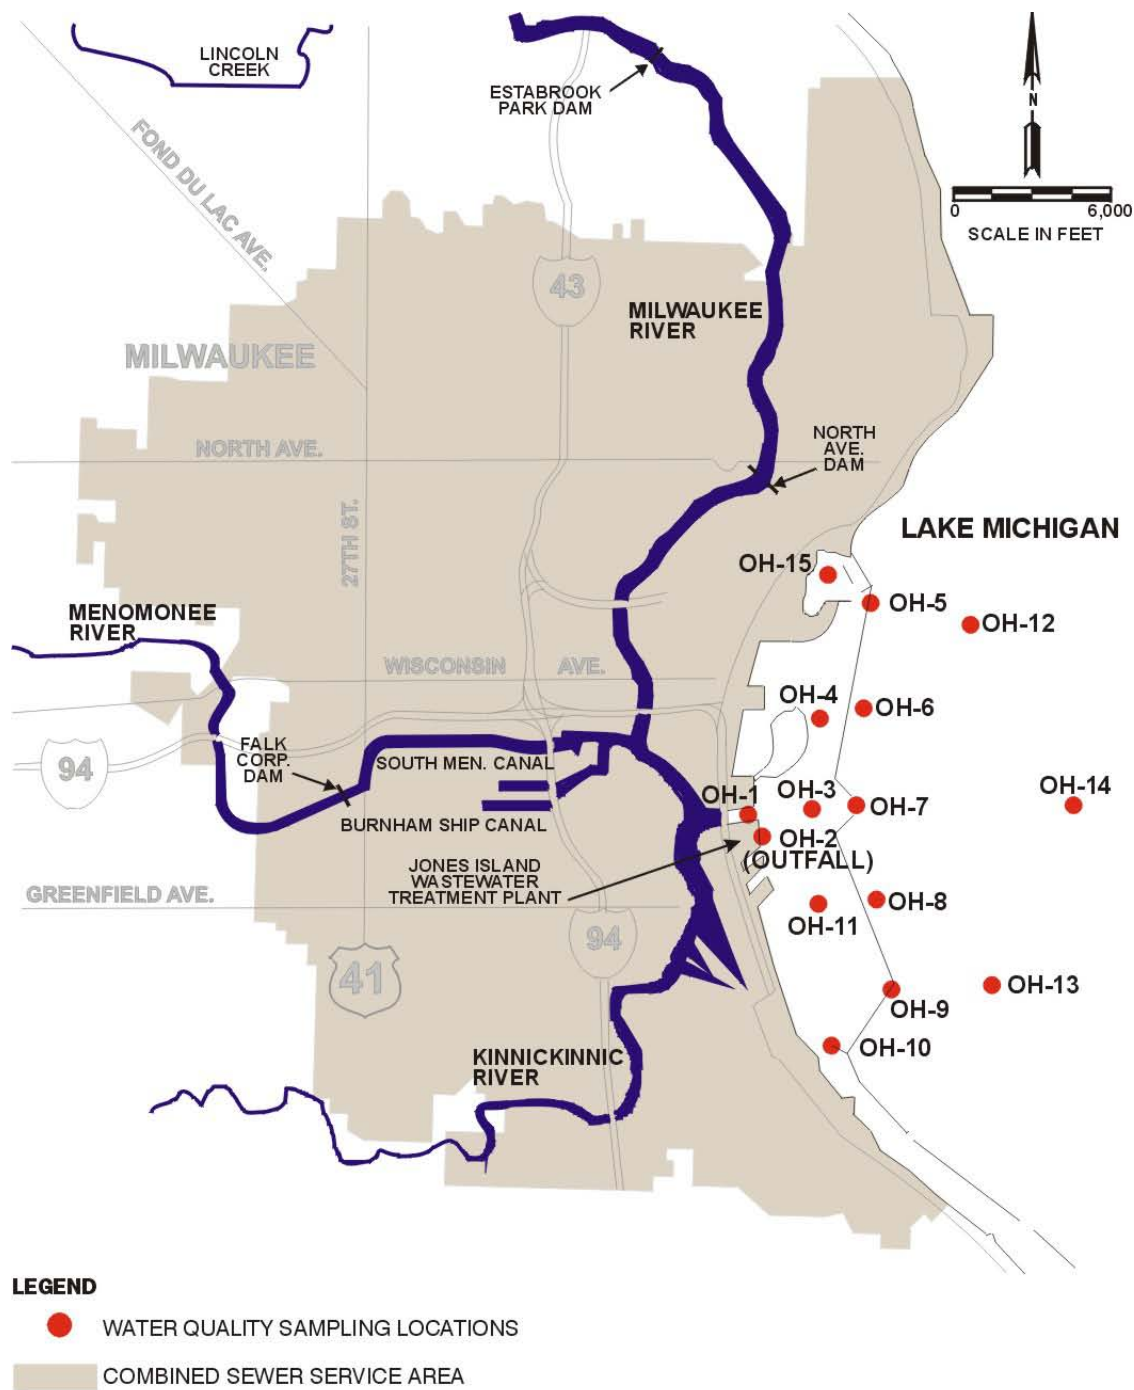 LINCOLN
CREEK
ESTABROOK
PARK DAM
N
0 6,000
SCALE IN FEET
FOND DU LAC AVE.
43
MILWAUKEE
RIVER
MILWAUKEE
NORTH AVE.
NORTH
AVE.
DAM
27TH ST.
LAKE MICHIGAN
OH-15
OH-5
OH-12
MENOMONEE
RIVER
WISCONSIN AVE.
OH-4
OH-6
FALK
CORP.
DAM
94
SOUTH MEN. CANAL
OH-1
OH-3
OH-7
OH-14
BURNHAM SHIP CANAL
OH-2
(OUTFALL)
JONES ISLAND
WASTEWATER
TREATMENT PLANT
GREENFIELD AVE.
OH-8
OH-11
94
41
OH-13
OH-9
OH-10
KINNICKINNIC
RIVER
LEGEND
WATER QUALITY SAMPLING LOCATIONS
COMBINED SEWER SERVICE AREA